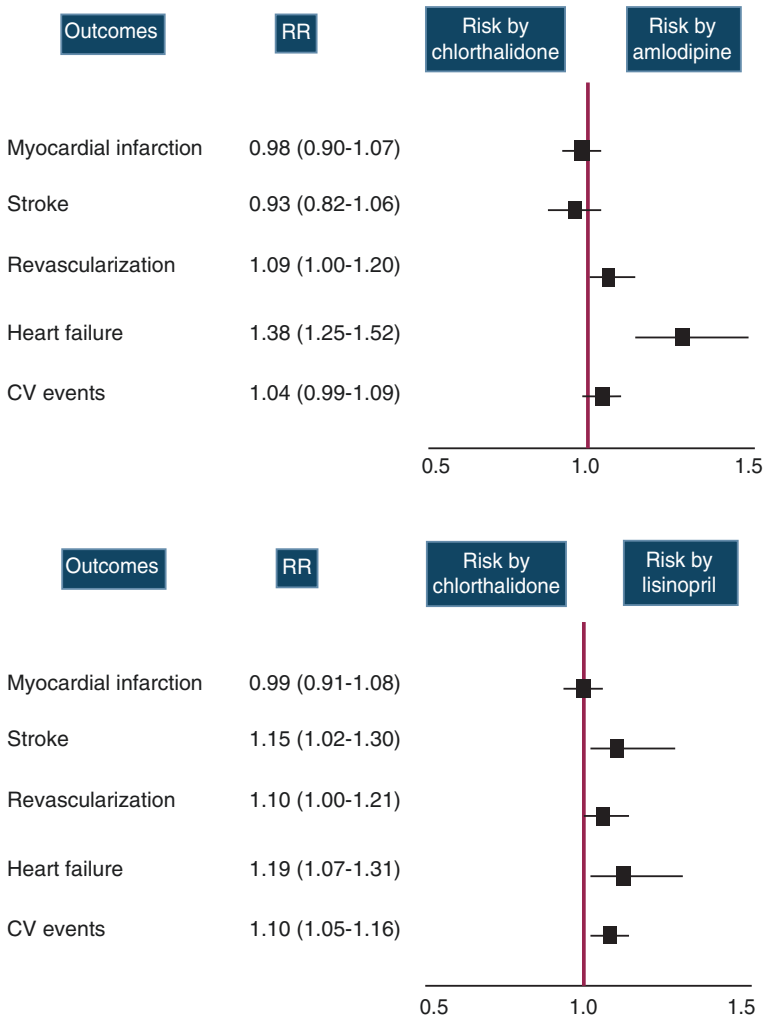 Outcomes RR Risk by chlorthalidone Risk by amlodipine
Myocardial infarction 0.98 (0.90-1.07)
Stroke 0.93 (0.82-1.06)
Revascularization 1.09 (1.00-1.20)
Heart failure 1.38 (1.25-1.52)
CV events 1.04 (0.99-1.09)
0.5 1.0 1.5
Outcomes RR Risk by chlorthalidone Risk by lisinopril
Myocardial infarction 0.99 (0.91-1.08)
Stroke 1.15 (1.02-1.30)
Revascularization 1.10 (1.00-1.21)
Heart failure 1.19 (1.07-1.31)
CV events 1.10 (1.05-1.16)
0.5 1.0 1.5